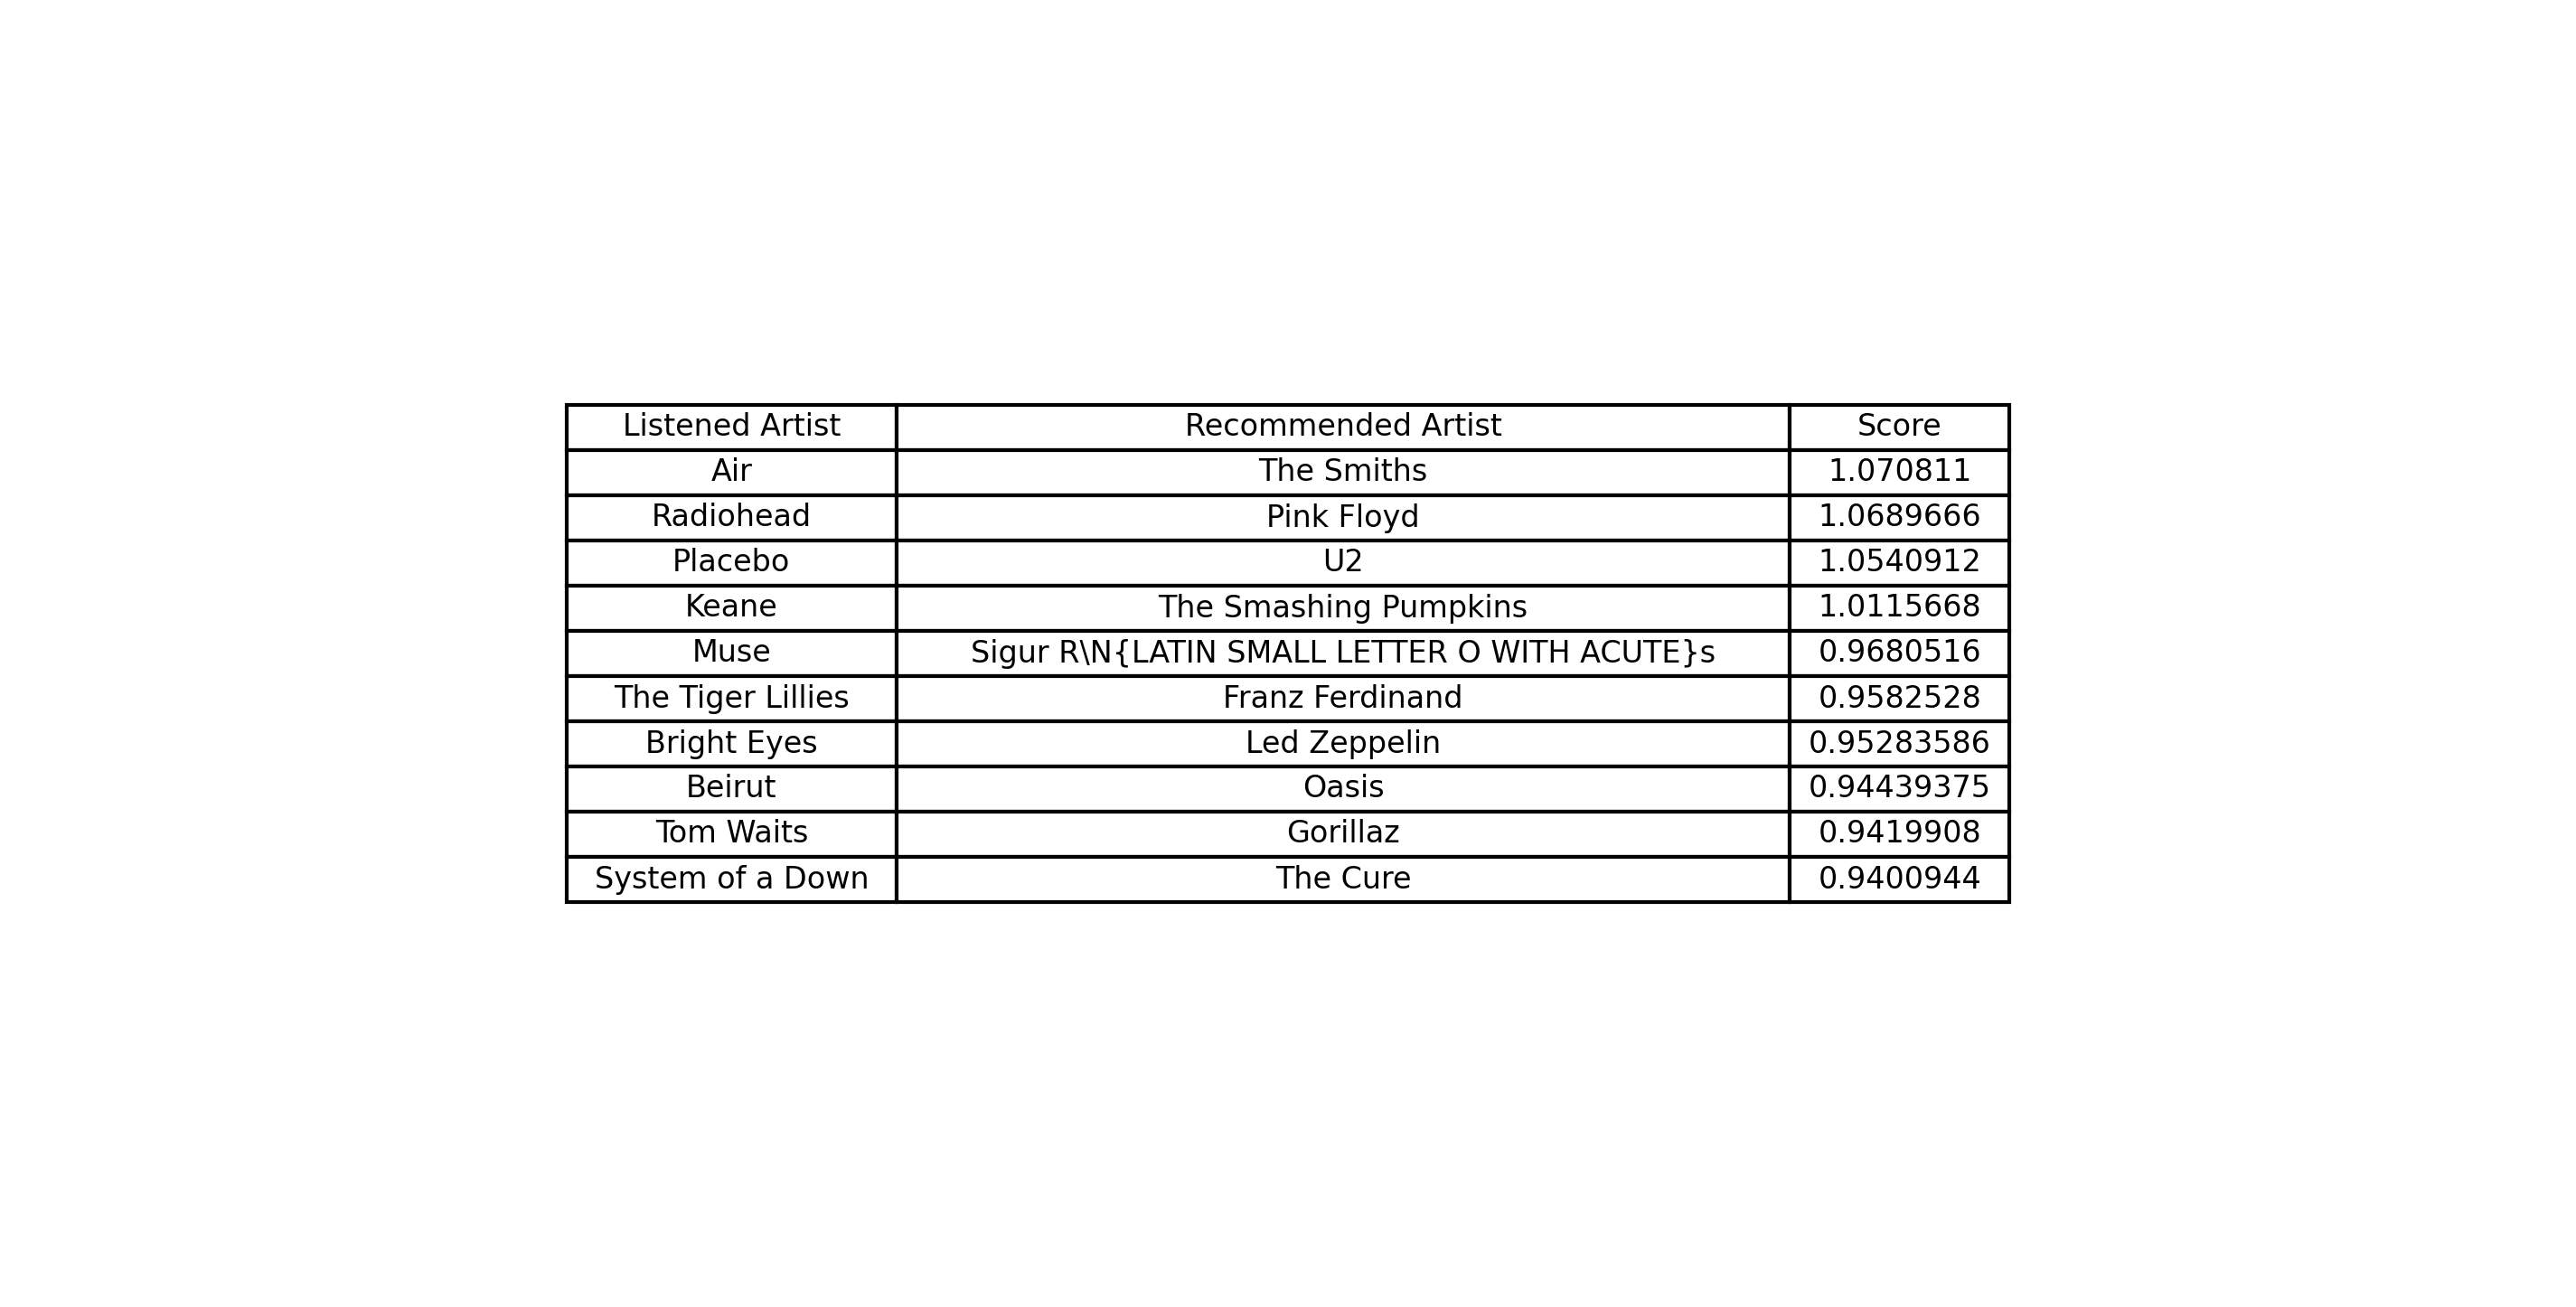 Listened Artist Recommended Artist Score
Air The Smiths 1.070811
Radiohead Pink Floyd 1.0689666
Placebo U2 1.0540912
Keane The Smashing Pumpkins 1.0115668
Muse Sigur R\N{LATIN SMALL LETTER O WITH ACUTE}s 0.9680516
The Tiger Lillies Franz Ferdinand 0.9582528
Bright Eyes Led Zeppelin 0.95283586
Beirut Oasis 0.94439375
Tom Waits Gorillaz 0.9419908
System of a Down The Cure 0.9400944